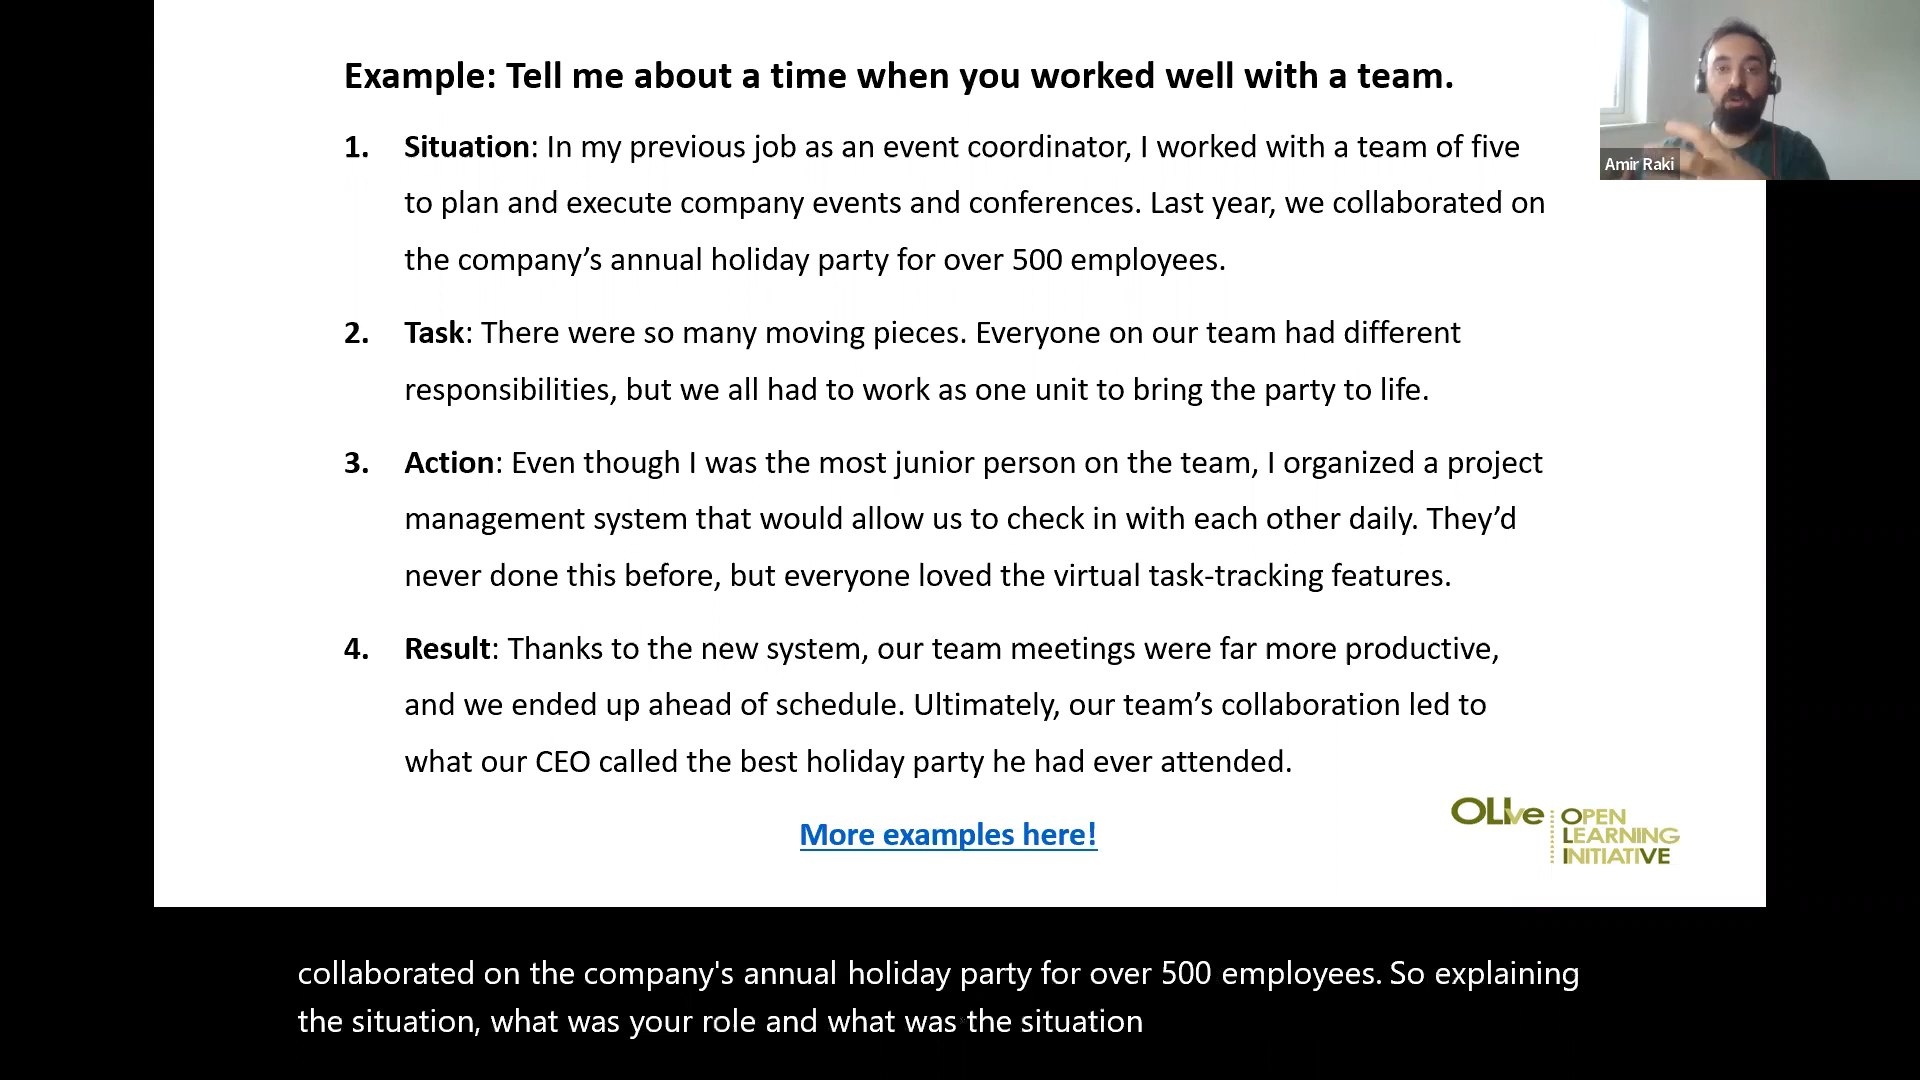 Example: Tell me about a time when you worked well with a team.
1. Situation: In my previous job as an event coordinator, I worked with a team of five
to plan and execute company events and conferences. Last year, we collaborated on
the company’s annual holiday party for over 500 employees.
2. Task: There were so many moving pieces. Everyone on our team had different
responsibilities, but we all had to work as one unit to bring the party to life.
3. Action: Even though I was the most junior person on the team, I organized a project
management system that would allow us to check in with each other daily. They’d
never done this before, but everyone loved the virtual task-tracking features.
4. Result: Thanks to the new system, our team meetings were far more productive,
and we ended up ahead of schedule. Ultimately, our team’s collaboration led to
what our CEO called the best holiday party he had ever attended.
More examples here!
OLIve
OPEN
LEARNING
INITIATIVE
Amir Raki
collaborated on the company's annual holiday party for over 500 employees. So explaining
the situation, what was your role and what was the situation